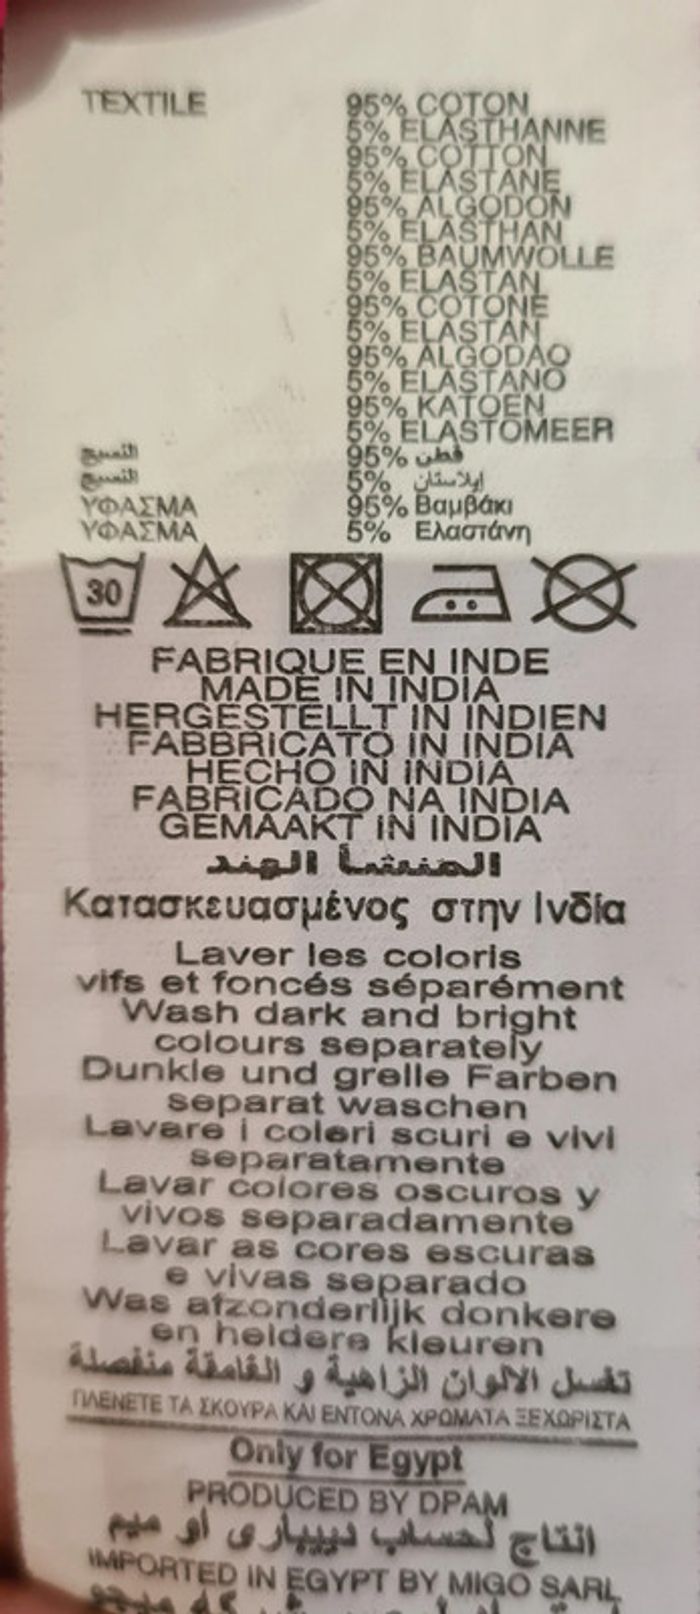 TEXTILE 95% COTON
5% ELASTHANNE
95% COTTON
5% ELASTANE
95% ALGODON
5% ELASTHAN
95% BAUMWOLLE
5% ELASTAN
95% COTONE
5% ELASTAN
95% ALGODAO
5% ELASTANO
95% KATOEN
5% ELASTOMEER
النسيج 95% قطن
النسيج 5% إيلاستان
ΥΦΑΣΜΑ 95% Βαμβάκι
ΥΦΑΣΜΑ 5% Ελαστάνη
30
FABRIQUE EN INDE
MADE IN INDIA
HERGESTELLT IN INDIEN
FABBRICATO IN INDIA
HECHO IN INDIA
FABRICADO NA INDIA
GEMAAKT IN INDIA
المنشأ الهند
Κατασκευασμένος στην Ινδία
Laver les coloris
vifs et foncés séparément
Wash dark and bright
colours separately
Dunkle und grelle Farben
separat waschen
Lavare i colori scuri e vivi
separatamente
Lavar colores oscuros y
vivos separadamente
Lavar as cores escuras
e vivas separado
Was afzonderlijk donkere
en heldere kleuren
تغسل الالوان الزاهية و الغامقة منفصلة
ΠΛΕΝΕΤΕ ΤΑ ΣΚΟΥΡΑ ΚΑΙ ΕΝΤΟΝΑ ΧΡΩΜΑΤΑ ΞΕΧΩΡΙΣΤΑ
Only for Egypt
PRODUCED BY DPAM
انتاج لحساب ديبارى أو ميم
IMPORTED IN EGYPT BY MIGO SARL